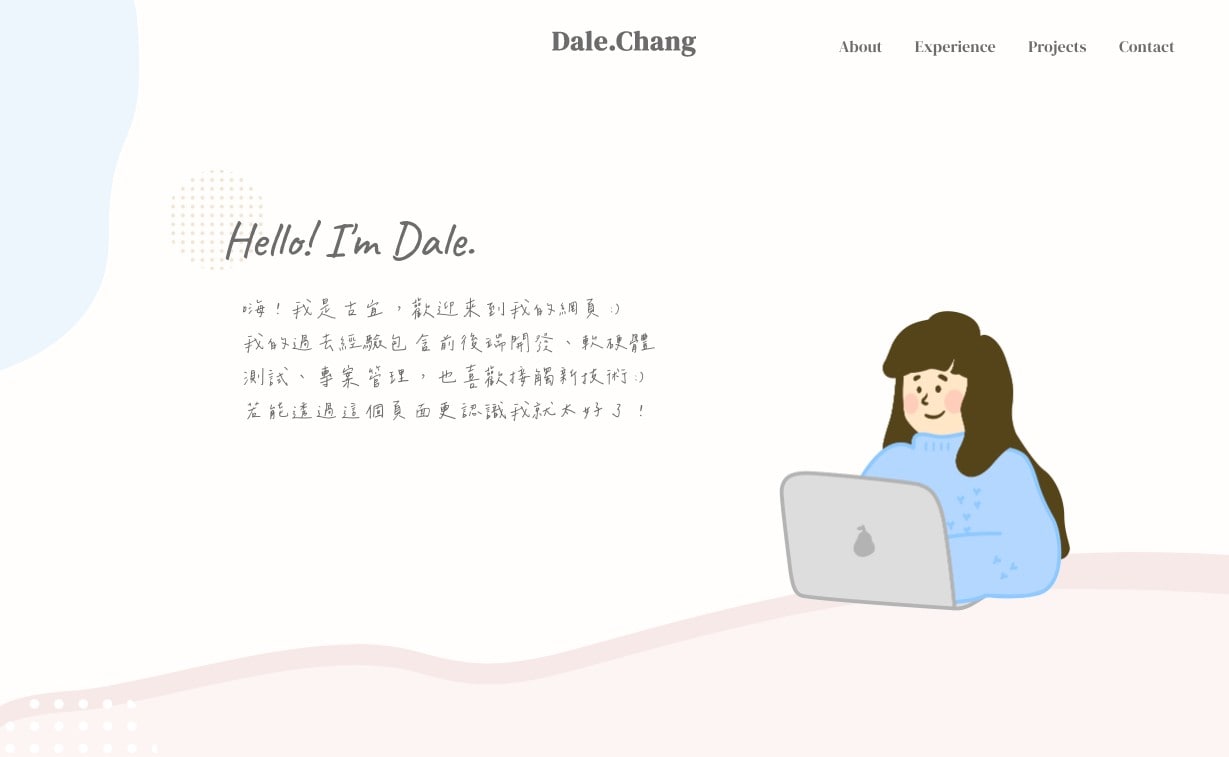 Dale.Chang
About Experience Projects Contact
Hello! I'm Dale.
嗨！我是古宜，歡迎來到我的網頁 :)
我的過去經驗包含前後端開發、軟硬體
測試、專案管理，也喜歡接觸新技術:)
若能透過這個頁面更認識我就太好了！